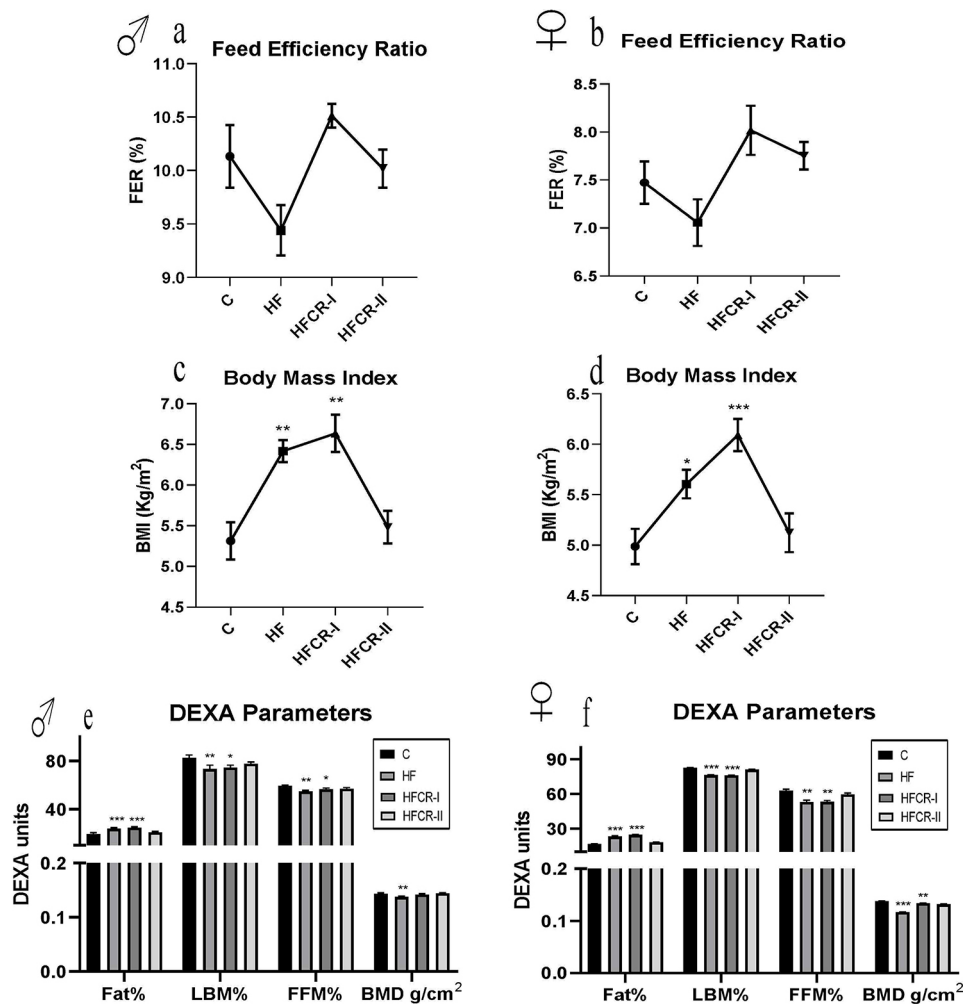 ♂ a Feed Efficiency Ratio
11.0
10.5
10.0
9.5
9.0
FER (%)
C HF HFCR-I HFCR-II
♀ b Feed Efficiency Ratio
8.5
8.0
7.5
7.0
6.5
FER (%)
C HF HFCR-I HFCR-II
c Body Mass Index
7.0
6.5
6.0
5.5
5.0
4.5
BMI (Kg/m²)
** **
C HF HFCR-I HFCR-II
d Body Mass Index
6.5
6.0
5.5
5.0
4.5
BMI (Kg/m²)
* ***
C HF HFCR-I HFCR-II
♂ e DEXA Parameters
80
40
0.2
0.1
0.0
DEXA units
*** *** ** * ** * **
C
HF
HFCR-I
HFCR-II
Fat% LBM% FFM% BMD g/cm²
♀ f DEXA Parameters
90
60
30
0.2
0.1
0.0
DEXA units
*** *** *** *** ** ** *** **
C
HF
HFCR-I
HFCR-II
Fat% LBM% FFM% BMD g/cm²